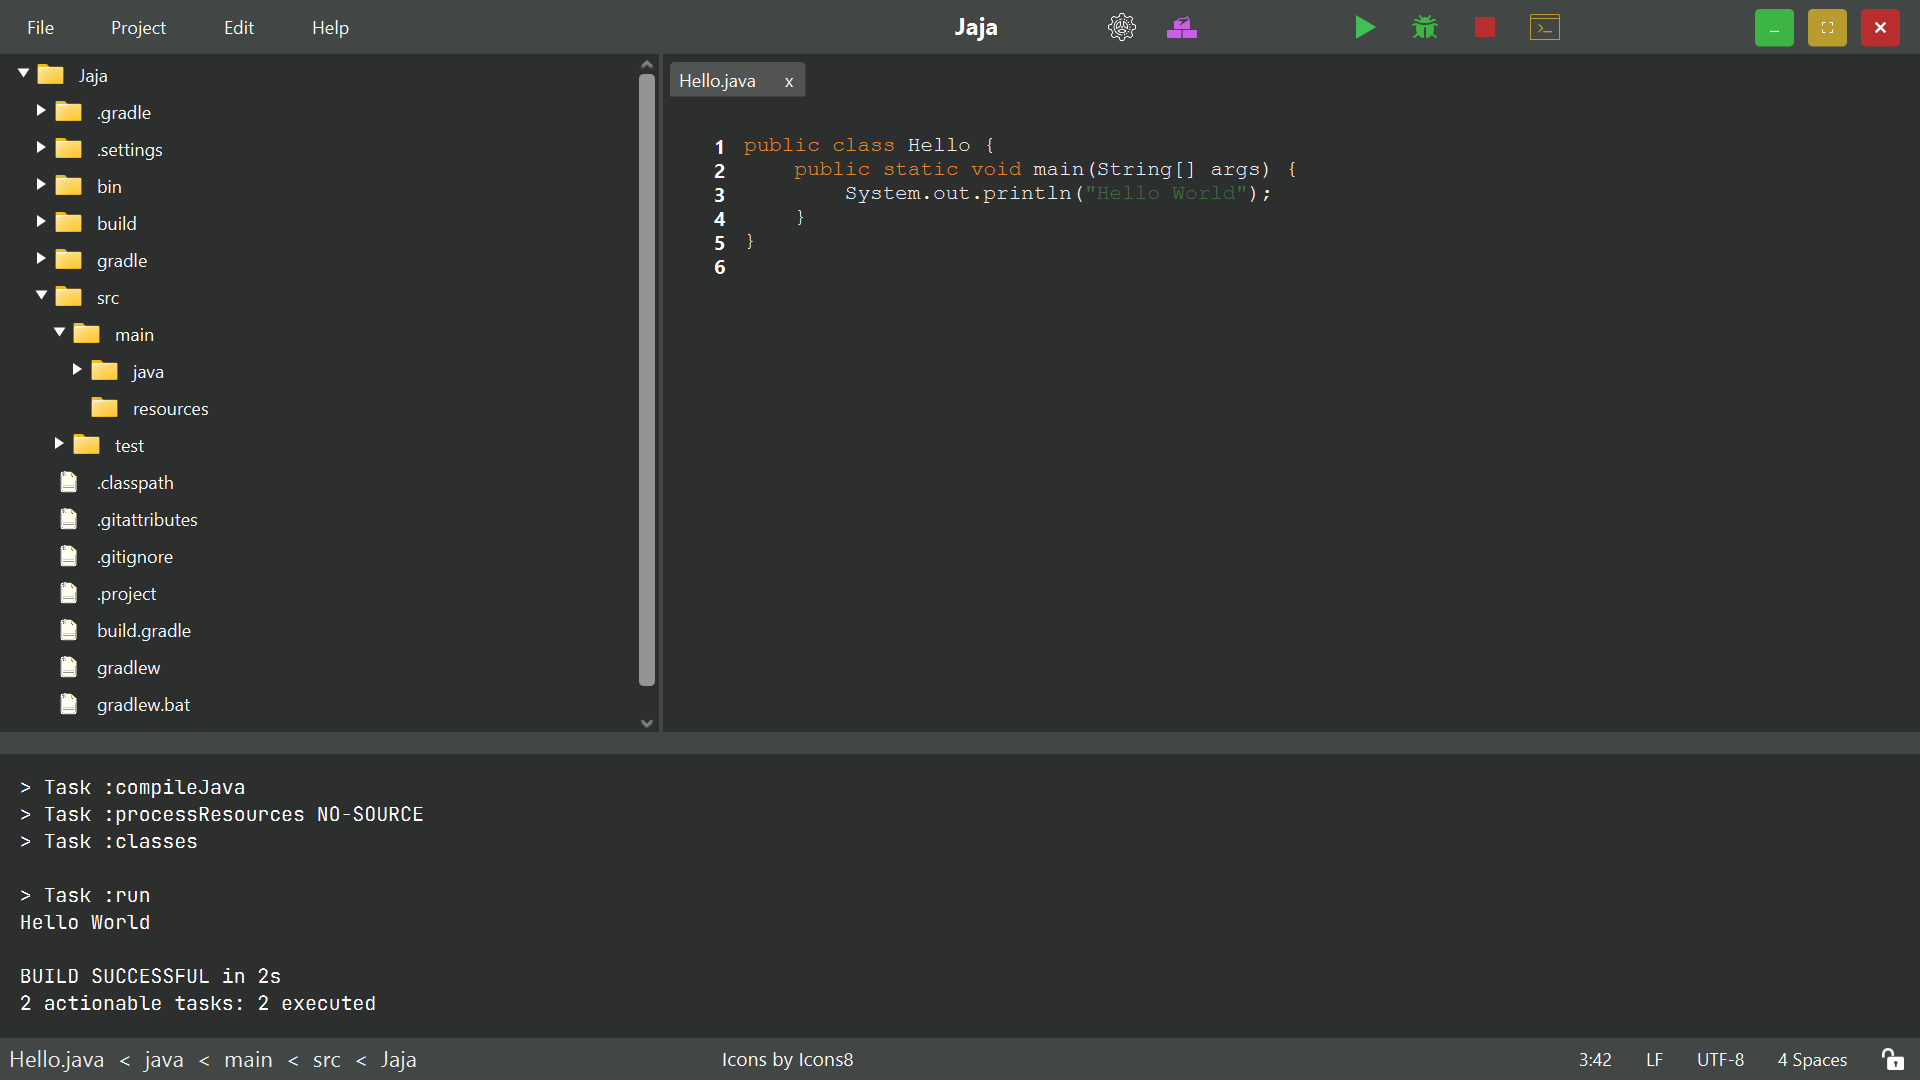 File Project Edit Help Jaja
Jaja
.gradle
.settings
bin
build
gradle
src
main
java
resources
test
.classpath
.gitattributes
.gitignore
.project
build.gradle
gradlew
gradlew.bat
Hello.java x
1 public class Hello {
2     public static void main(String[] args) {
3         System.out.println("Hello World");
4     }
5 }
6
> Task :compileJava
> Task :processResources NO-SOURCE
> Task :classes
> Task :run
Hello World
BUILD SUCCESSFUL in 2s
2 actionable tasks: 2 executed
Hello.java < java < main < src < Jaja Icons by Icons8 3:42 LF UTF-8 4 Spaces